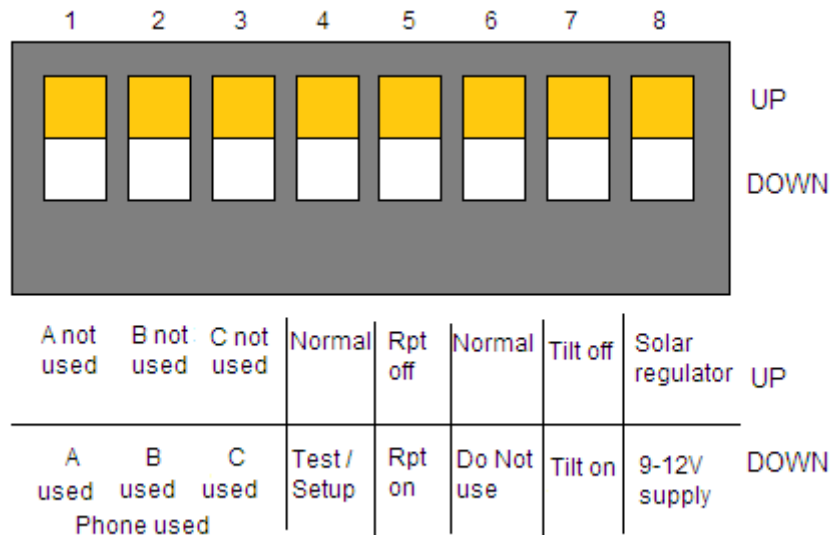 1 2 3 4 5 6 7 8
UP
DOWN
A not used
B not used
C not used
Normal
Rpt off
Normal
Tilt off
Solar regulator
UP
A used
B used
C used
Phone used
Test / Setup
Rpt on
Do Not use
Tilt on
9-12V supply
DOWN